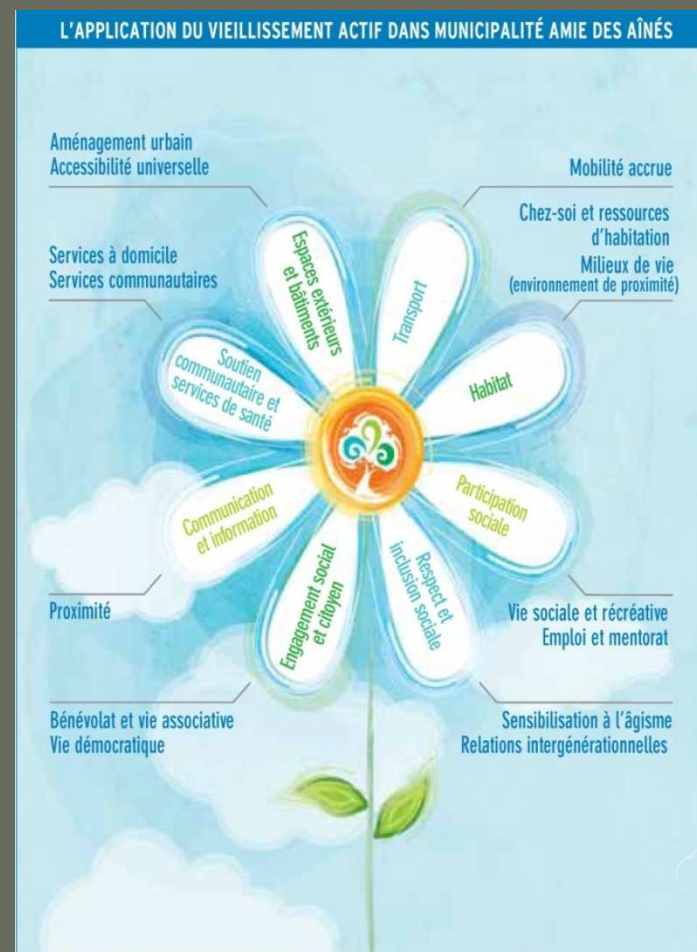 L'APPLICATION DU VIEILLISSEMENT ACTIF DANS MUNICIPALITÉ AMIE DES AÎNÉS
Aménagement urbain
Accessibilité universelle
Mobilité accrue
Chez-soi et ressources
d'habitation
Milieux de vie
(environnement de proximité)
Services à domicile
Services communautaires
Espaces extérieurs
et bâtiments
Transport
Soutien
communautaire et
services de santé
Habitat
Communication
et information
Participation
sociale
Engagement social
et citoyen
Respect et
inclusion sociale
Proximité
Vie sociale et récréative
Emploi et mentorat
Bénévolat et vie associative
Vie démocratique
Sensibilisation à l'âgisme
Relations intergénérationnelles